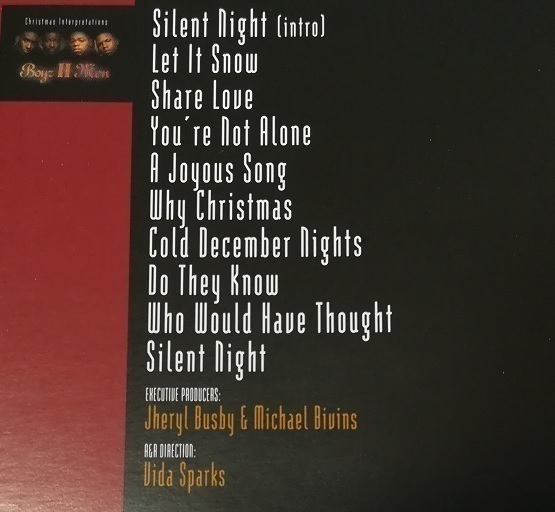 Christmas Interpretations
Boyz II Men
Silent Night (intro)
Let It Snow
Share Love
You're Not Alone
A Joyous Song
Why Christmas
Cold December Nights
Do They Know
Who Would Have Thought
Silent Night
EXECUTIVE PRODUCERS:
Jheryl Busby & Michael Bivins
A&R DIRECTION:
Vida Sparks